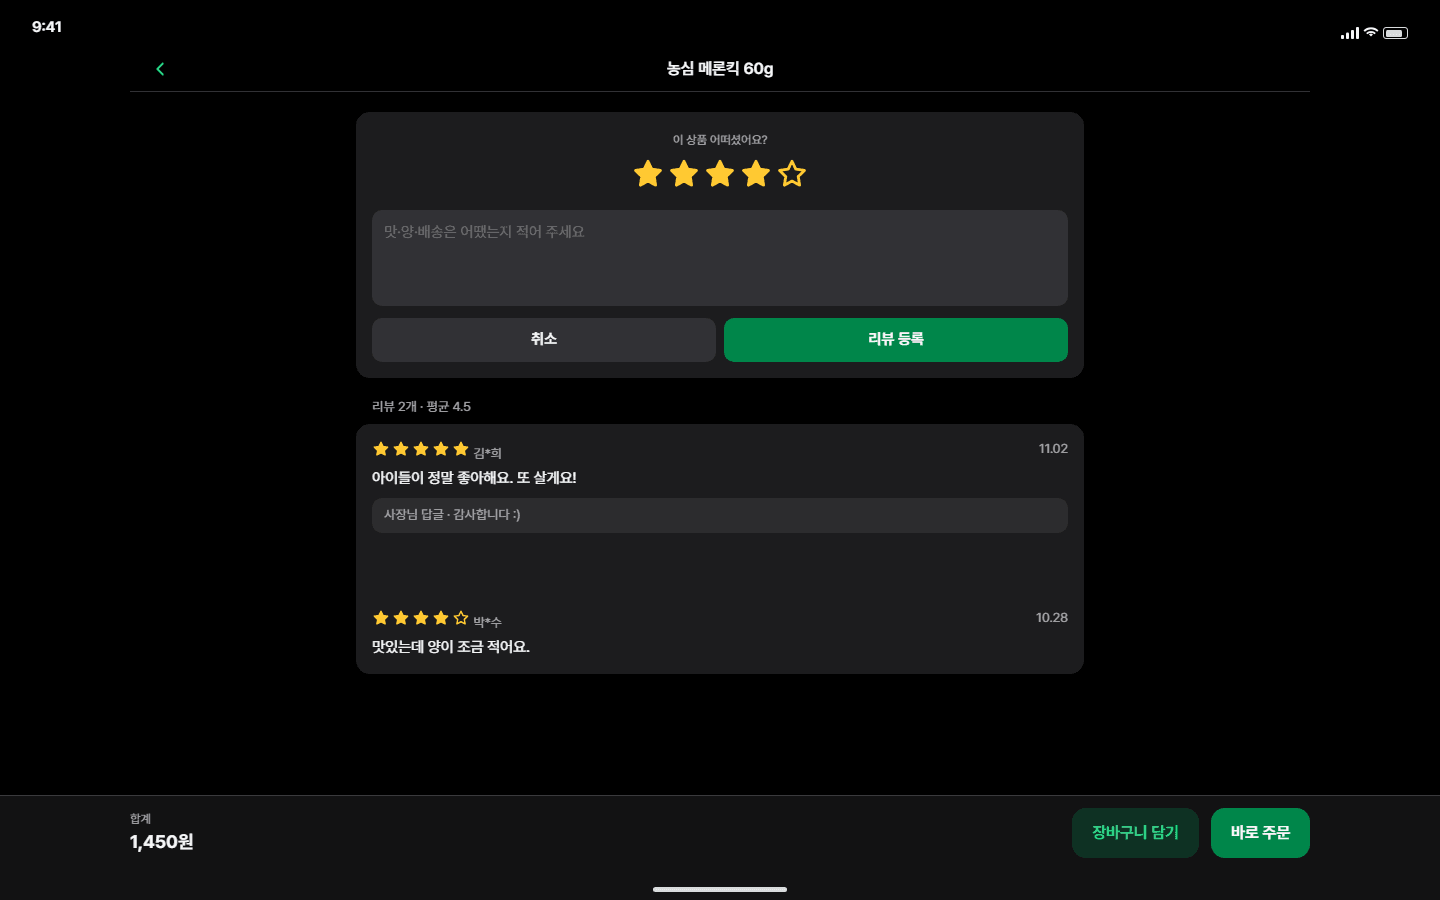 9:41
농심 메론킥 60g
이 상품 어떠셨어요?
맛·양·배송은 어땠는지 적어 주세요
취소
리뷰 등록
리뷰 2개 · 평균 4.5
김*희
11.02
아이들이 정말 좋아해요. 또 살게요!
사장님 답글 · 감사합니다 :)
박*수
10.28
맛있는데 양이 조금 적어요.
합계
1,450원
장바구니 담기
바로 주문